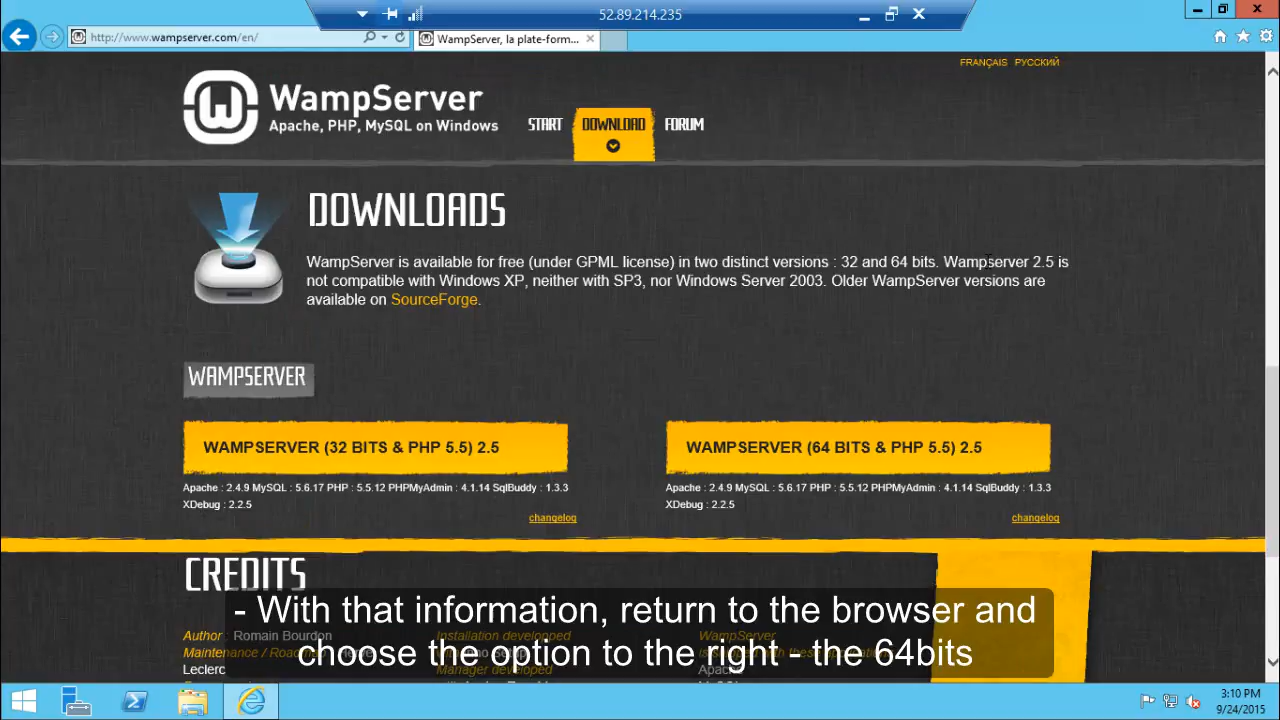 52.89.214.235
http://www.wampserver.com/en/
WampServer, la plate-form...
FRANÇAIS РУССКИЙ
WampServer
Apache, PHP, MySQL on Windows
START DOWNLOAD FORUM
DOWNLOADS
WampServer is available for free (under GPML license) in two distinct versions : 32 and 64 bits. Wampserver 2.5 is
not compatible with Windows XP, neither with SP3, nor Windows Server 2003. Older WampServer versions are
available on SourceForge.
WAMPSERVER
WAMPSERVER (32 BITS & PHP 5.5) 2.5
Apache : 2.4.9 MySQL : 5.6.17 PHP : 5.5.12 PHPMyAdmin : 4.1.14 SqlBuddy : 1.3.3
XDebug : 2.2.5
changelog
WAMPSERVER (64 BITS & PHP 5.5) 2.5
Apache : 2.4.9 MySQL : 5.6.17 PHP : 5.5.12 PHPMyAdmin : 4.1.14 SqlBuddy : 1.3.3
XDebug : 2.2.5
changelog
CREDITS
Author : Romain Bourdon
Maintenance /
Leclerc
Installation developped
Manager developed
WampServer
- With that information, return to the browser and
choose the option to the right - the 64bits
3:10 PM
9/24/2015